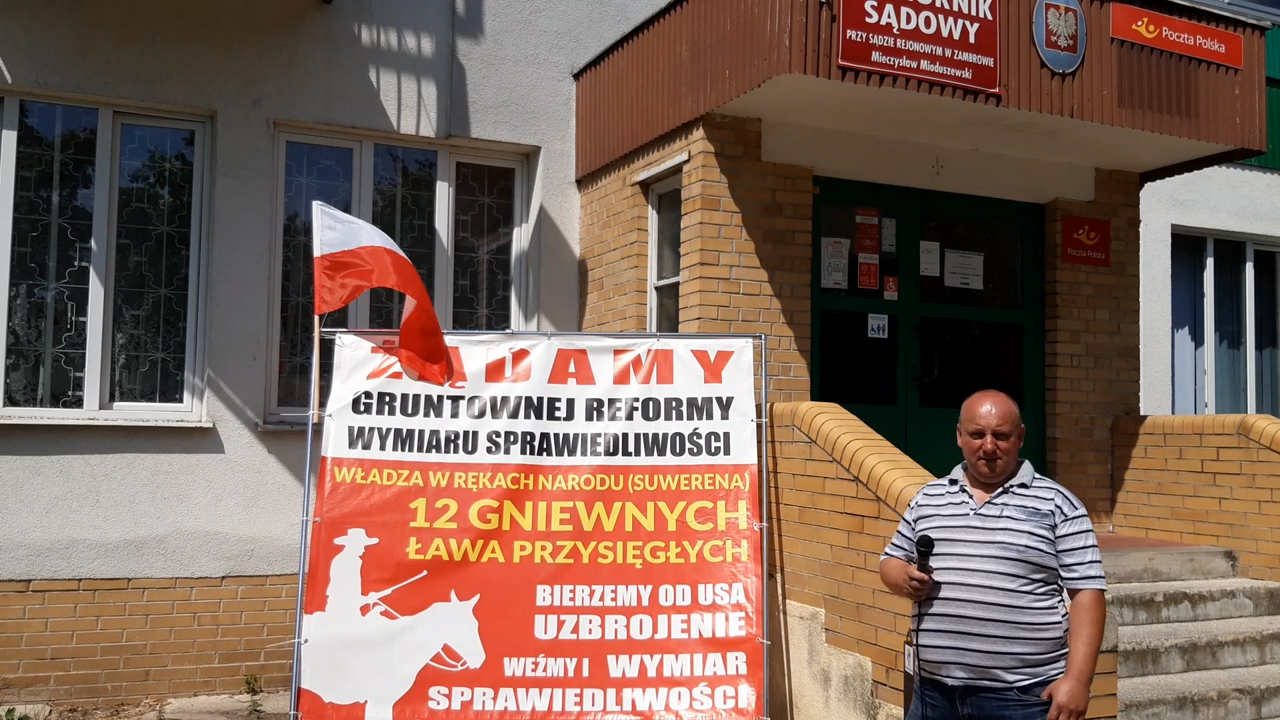 SĄDOWY
PRZY SĄDZIE REJONOWYM W ZAMBROWIE
Mieczysław Mioduszewski
Poczta Polska
Poczta Polska
GRUNTOWNEJ REFORMY
WYMIARU SPRAWIEDLIWOŚCI
WŁADZA W RĘKACH NARODU (SUWERENA)
12 GNIEWNYCH
ŁAWA PRZYSIĘGŁYCH
BIERZEMY OD USA
UZBROJENIE
WEŹMY I WYMIAR
SPRAWIEDLIWOŚCI